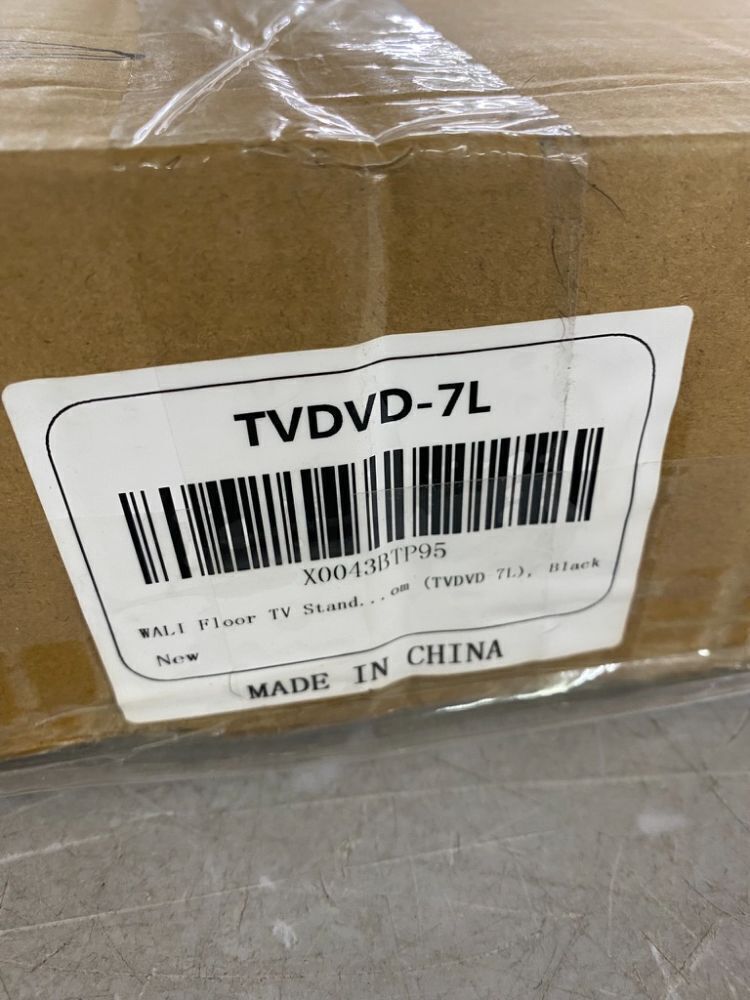 TVDVD-7L
X0043BTP95
WALI Floor TV Stand...om (TVDVD 7L), Black
New
MADE IN CHINA